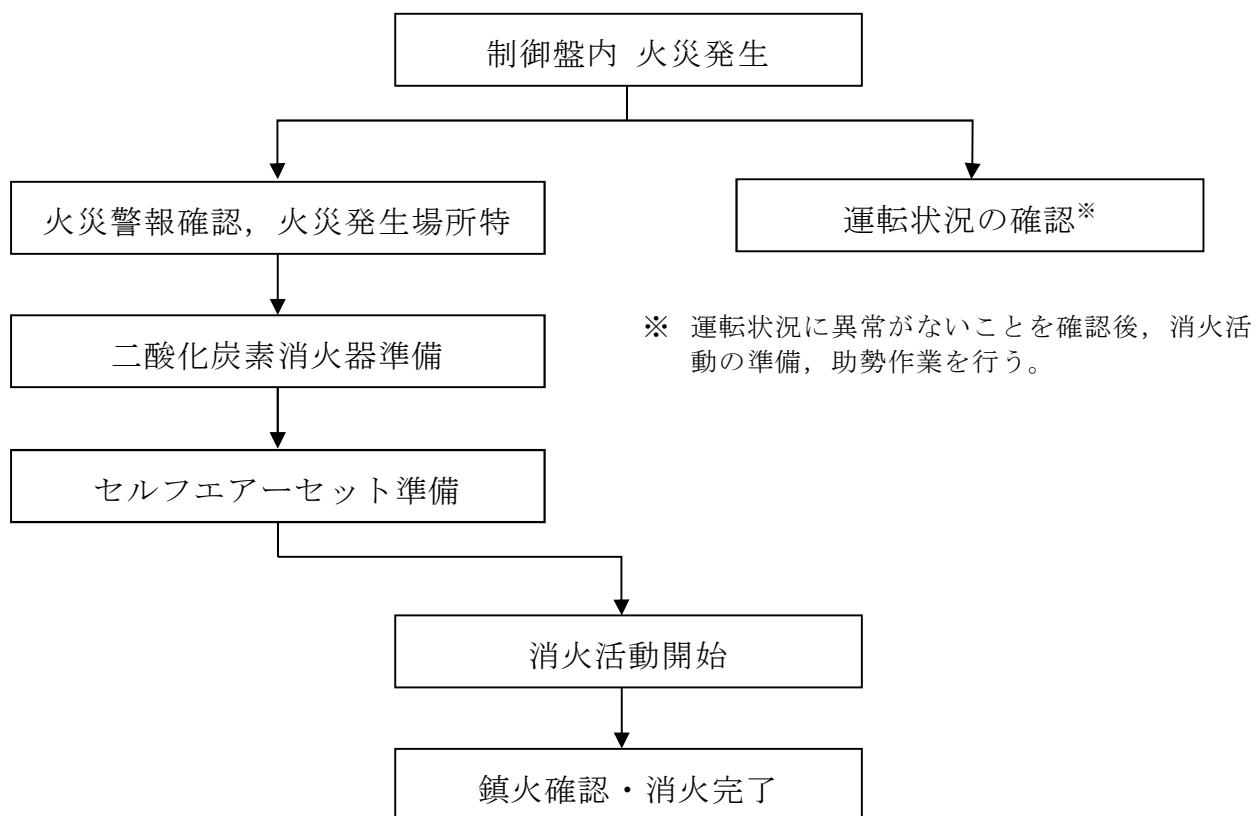 制御盤内 火災発生
火災警報確認，火災発生場所特
運転状況の確認※
二酸化炭素消火器準備
※ 運転状況に異常がないことを確認後，消火活
動の準備，助勢作業を行う。
セルフエアーセット準備
消火活動開始
鎮火確認・消火完了